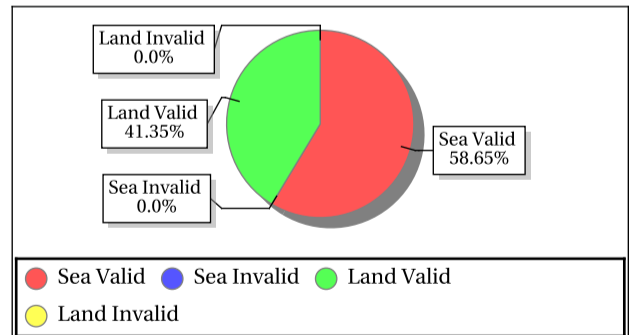 Land Invalid
0.0%
Land Valid
41.35%
Sea Valid
58.65%
Sea Invalid
0.0%
Sea Valid Sea Invalid Land Valid
Land Invalid